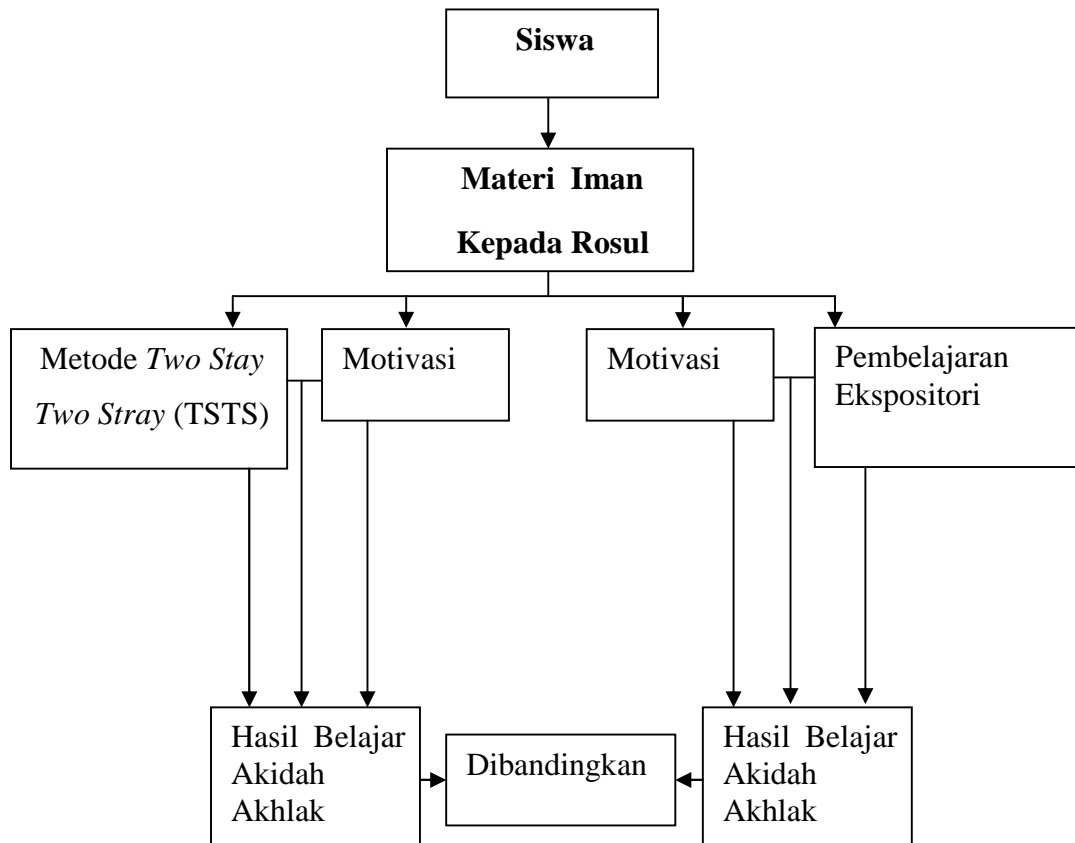 Siswa
Materi Iman
Kepada Rosul
Metode Two Stay
Two Stray (TSTS)
Motivasi
Motivasi
Pembelajaran
Ekspositori
Hasil Belajar
Akidah
Akhlak
Dibandingkan
Hasil Belajar
Akidah
Akhlak